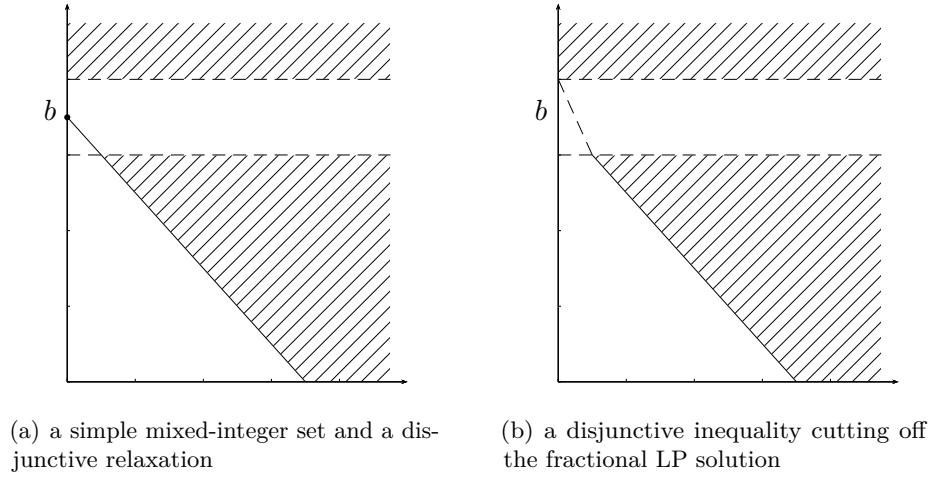 b
b
(a) a simple mixed-integer set and a dis-
junctive relaxation
(b) a disjunctive inequality cutting off
the fractional LP solution